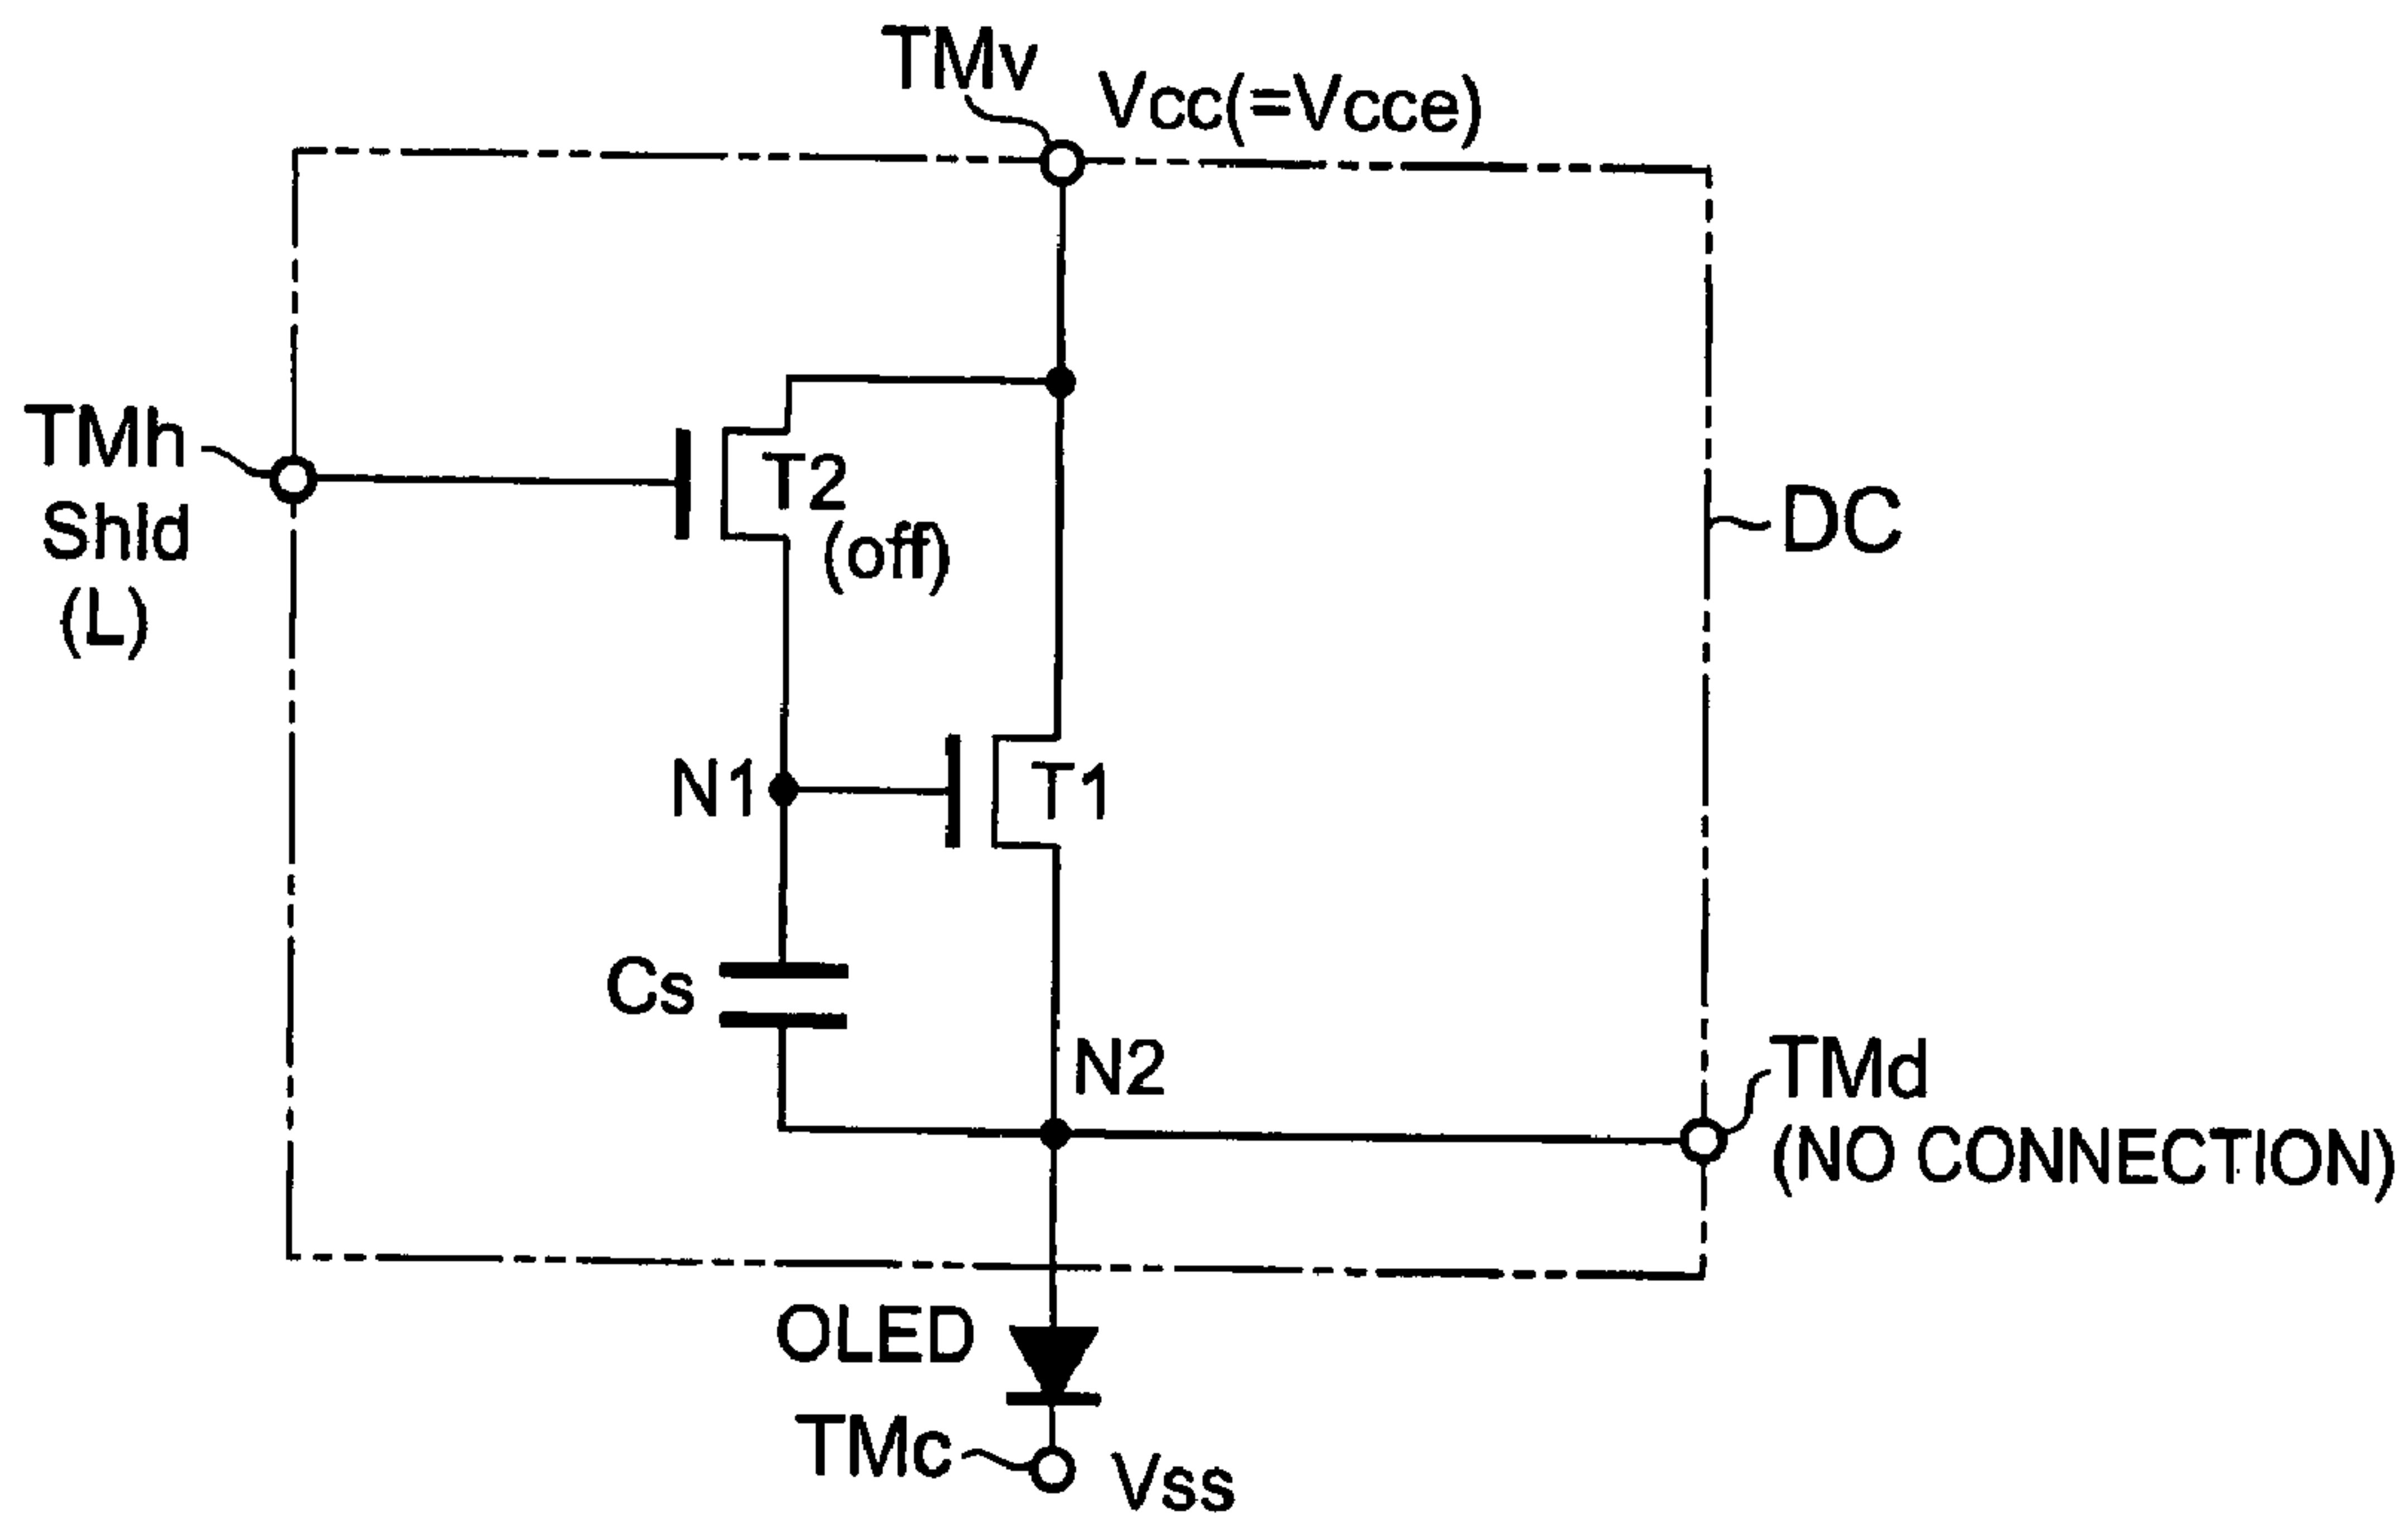 TMv
Vcc(=Vcce)
TMh
Shld
(L)
T2
(off)
DC
N1
T1
Cs
N2
TMd
(NO CONNECTION)
OLED
TMc
Vss